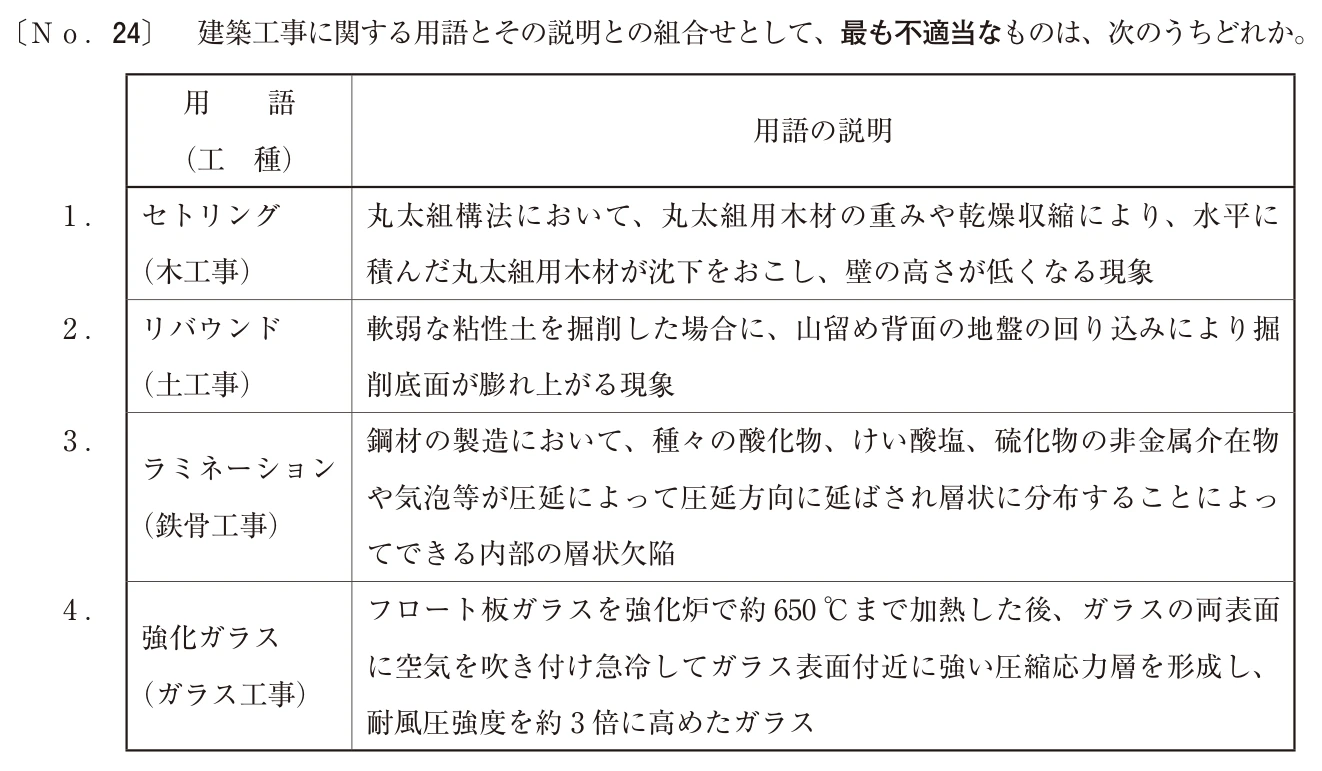 〔No. 24〕 建築工事に関する用語とその説明との組合せとして、最も不適当なものは、次のうちどれか。
用 語
(工 種)
用語の説明
1. セトリング
(木工事)
丸太組構法において、丸太組用木材の重みや乾燥収縮により、水平に
積んだ丸太組用木材が沈下をおこし、壁の高さが低くなる現象
2. リバウンド
(土工事)
軟弱な粘性土を掘削した場合に、山留め背面の地盤の回り込みにより掘
削底面が膨れ上がる現象
3. ラミネーション
(鉄骨工事)
鋼材の製造において、種々の酸化物、けい酸塩、硫化物の非金属介在物
や気泡等が圧延によって圧延方向に延ばされ層状に分布することによっ
てできる内部の層状欠陥
4. 強化ガラス
(ガラス工事)
フロート板ガラスを強化炉で約 650 ℃まで加熱した後、ガラスの両表面
に空気を吹き付け急冷してガラス表面付近に強い圧縮応力層を形成し、
耐風圧強度を約 3 倍に高めたガラス